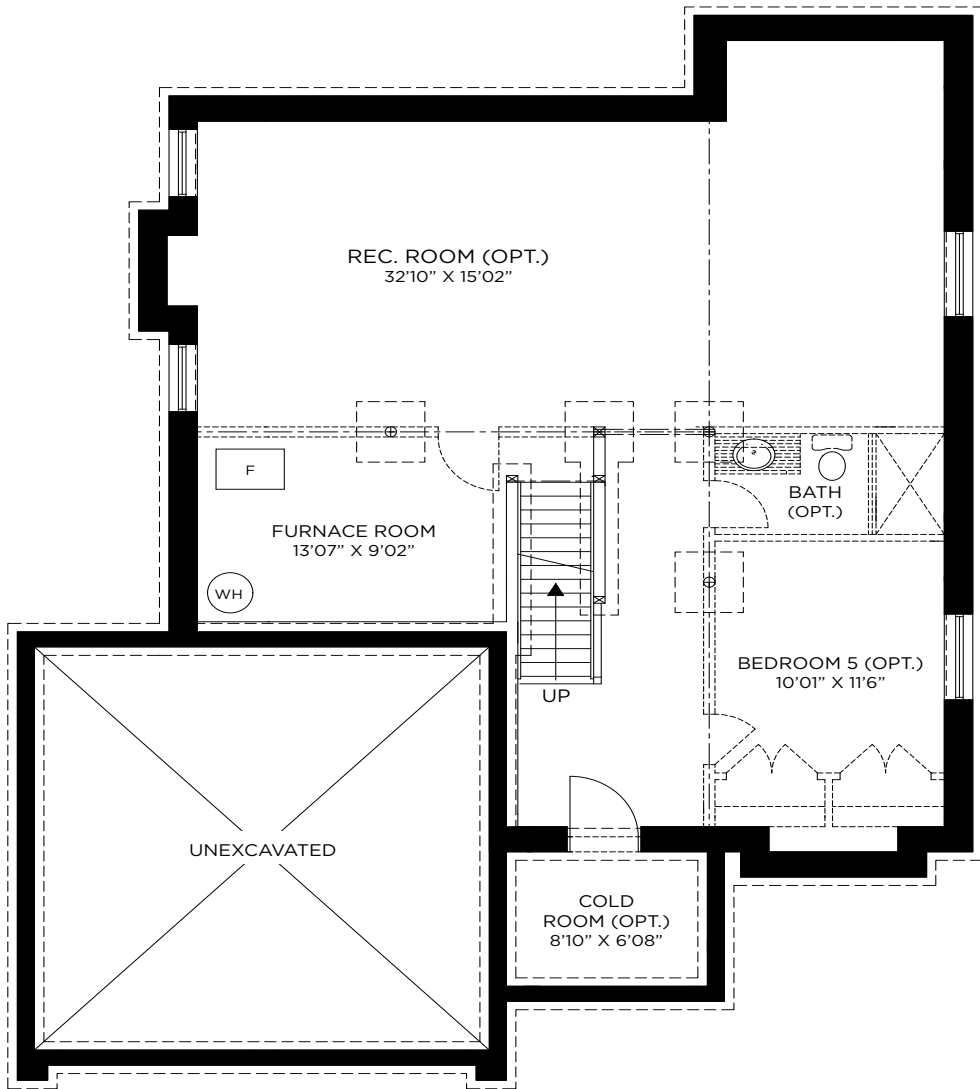 REC. ROOM (OPT.)
32’10” X 15’02”
F
FURNACE ROOM
13’07” X 9’02”
WH
BATH
(OPT.)
BEDROOM 5 (OPT.)
10’01” X 11’6”
UP
UNEXCAVATED
COLD
ROOM (OPT.)
8’10” X 6’08”